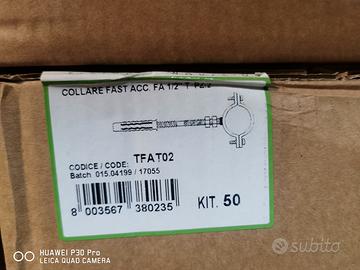 COLLARE FAST ACC. FA 1/2" T. PZ/2
CODICE / CODE: TFAT02
Batch 015.04199 / 17055
8 003567 380235
KIT. 50
HUAWEI P30 Pro
LEICA QUAD CAMERA
subito